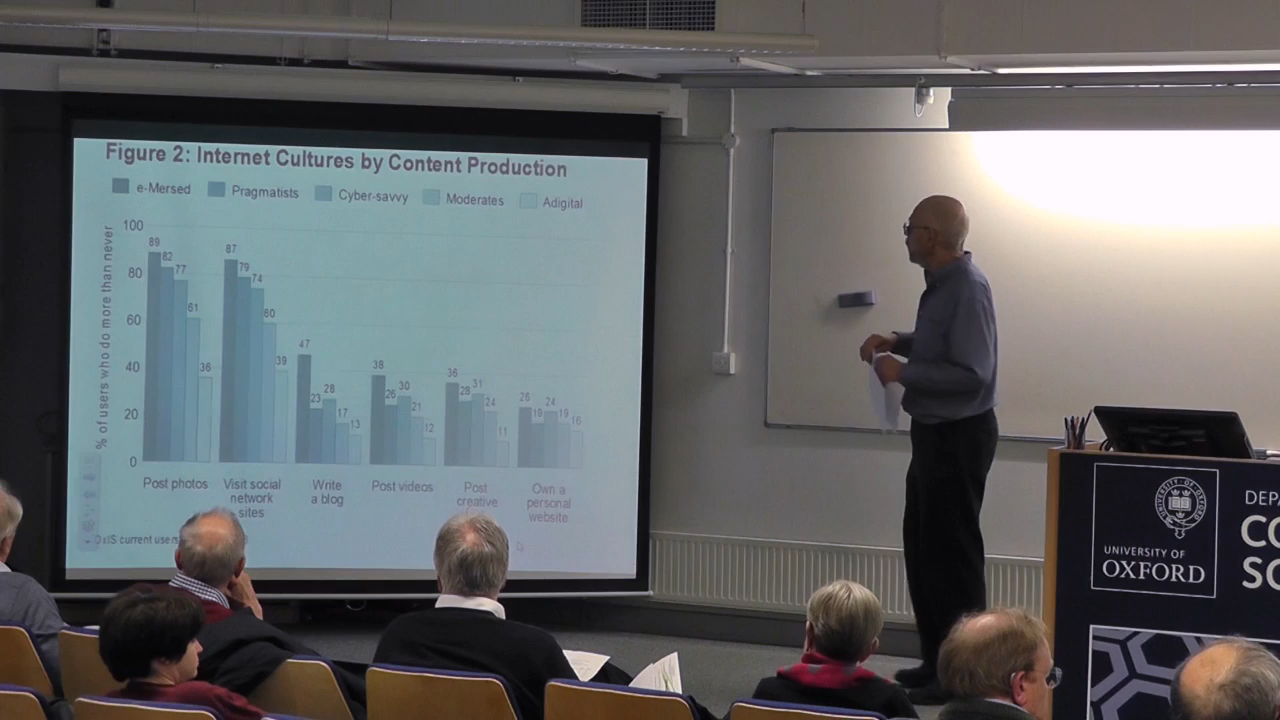 Figure 2: Internet Cultures by Content Production
e-Mersed Pragmatists Cyber-savvy Moderates Adigital
% of users who do more than never
100
80
60
40
20
0
89 82 77 61 36
87 79 74 60 39
47 23 28 17 13
38 26 30 21 12
36 28 31 24 11
26 19 24 19 16
Post photos
Visit social
network
sites
Write
a blog
Post videos
Post
creative
Own a
personal
website
current users
UNIVERSITY OF
OXFORD